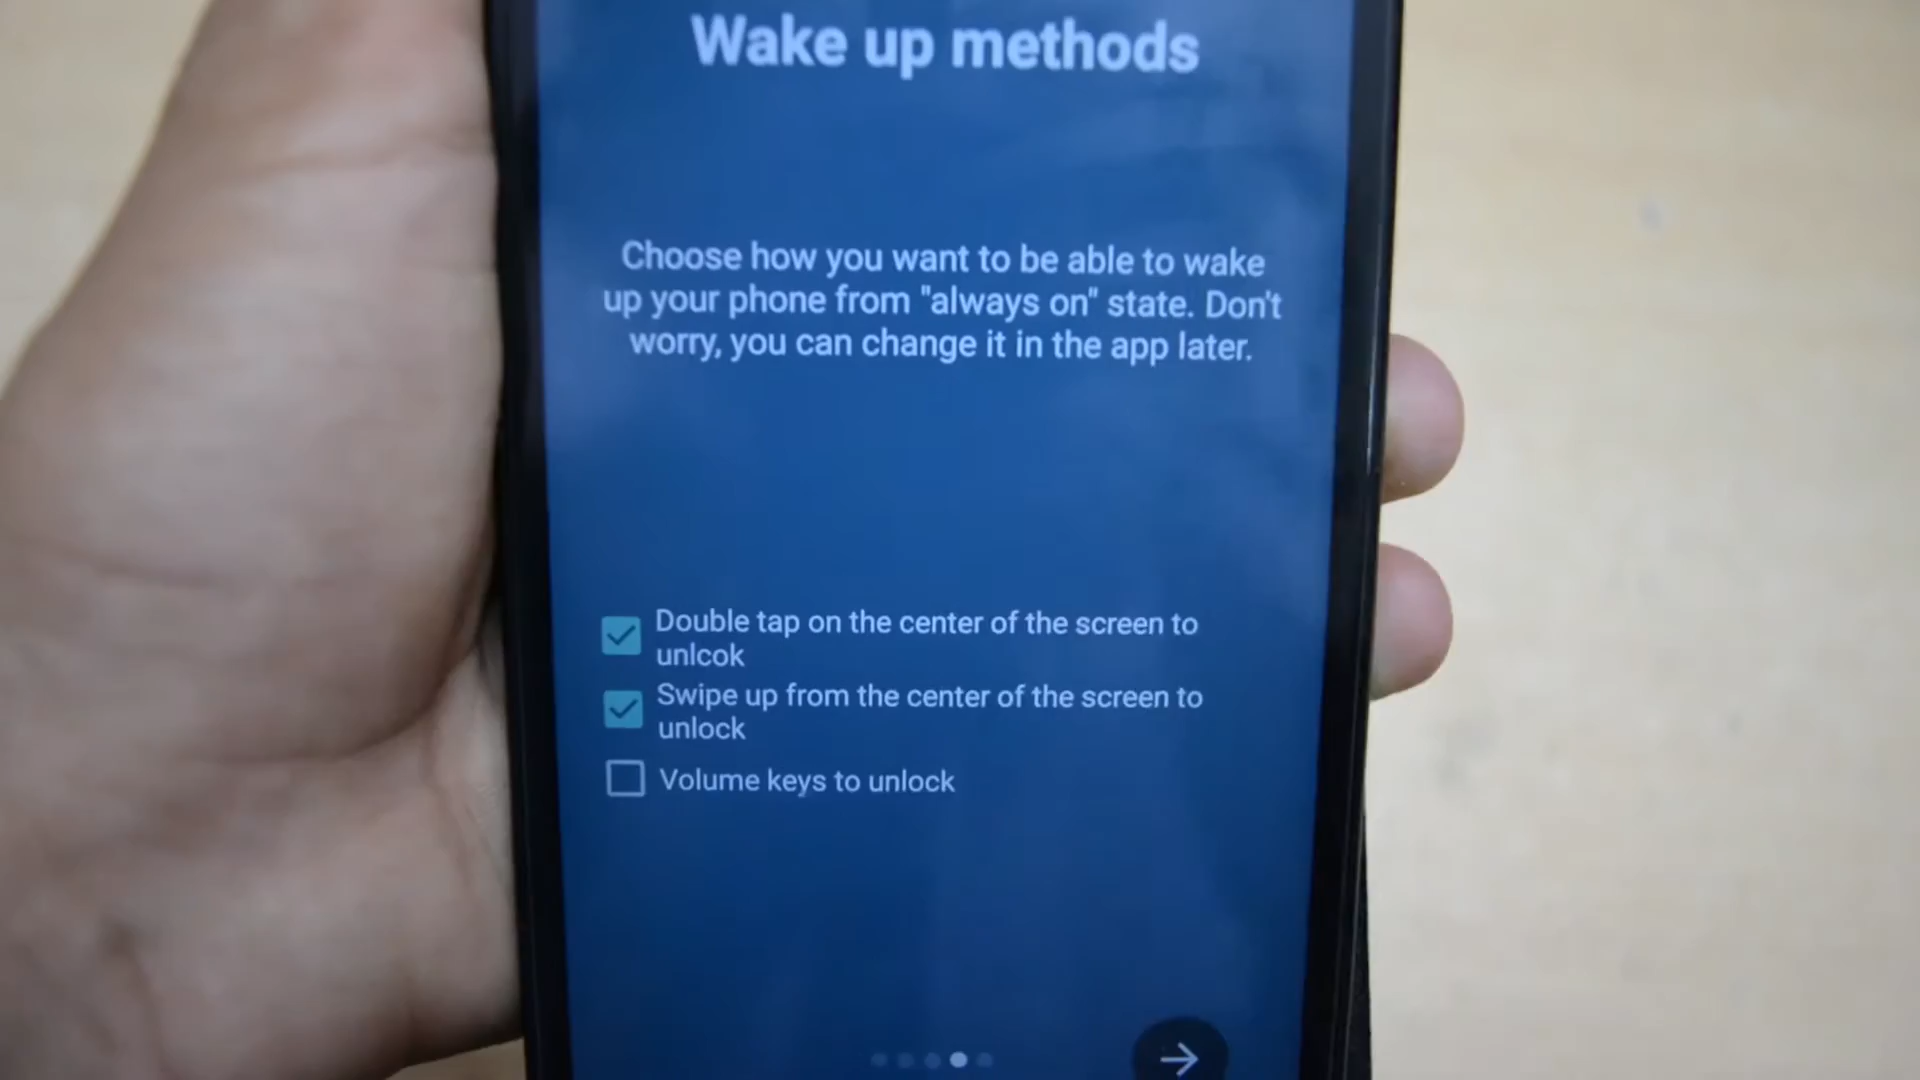 Wake up methods
Choose how you want to be able to wake
up your phone from "always on" state. Don't
worry, you can change it in the app later.
Double tap on the center of the screen to
unlcok
Swipe up from the center of the screen to
unlock
Volume keys to unlock